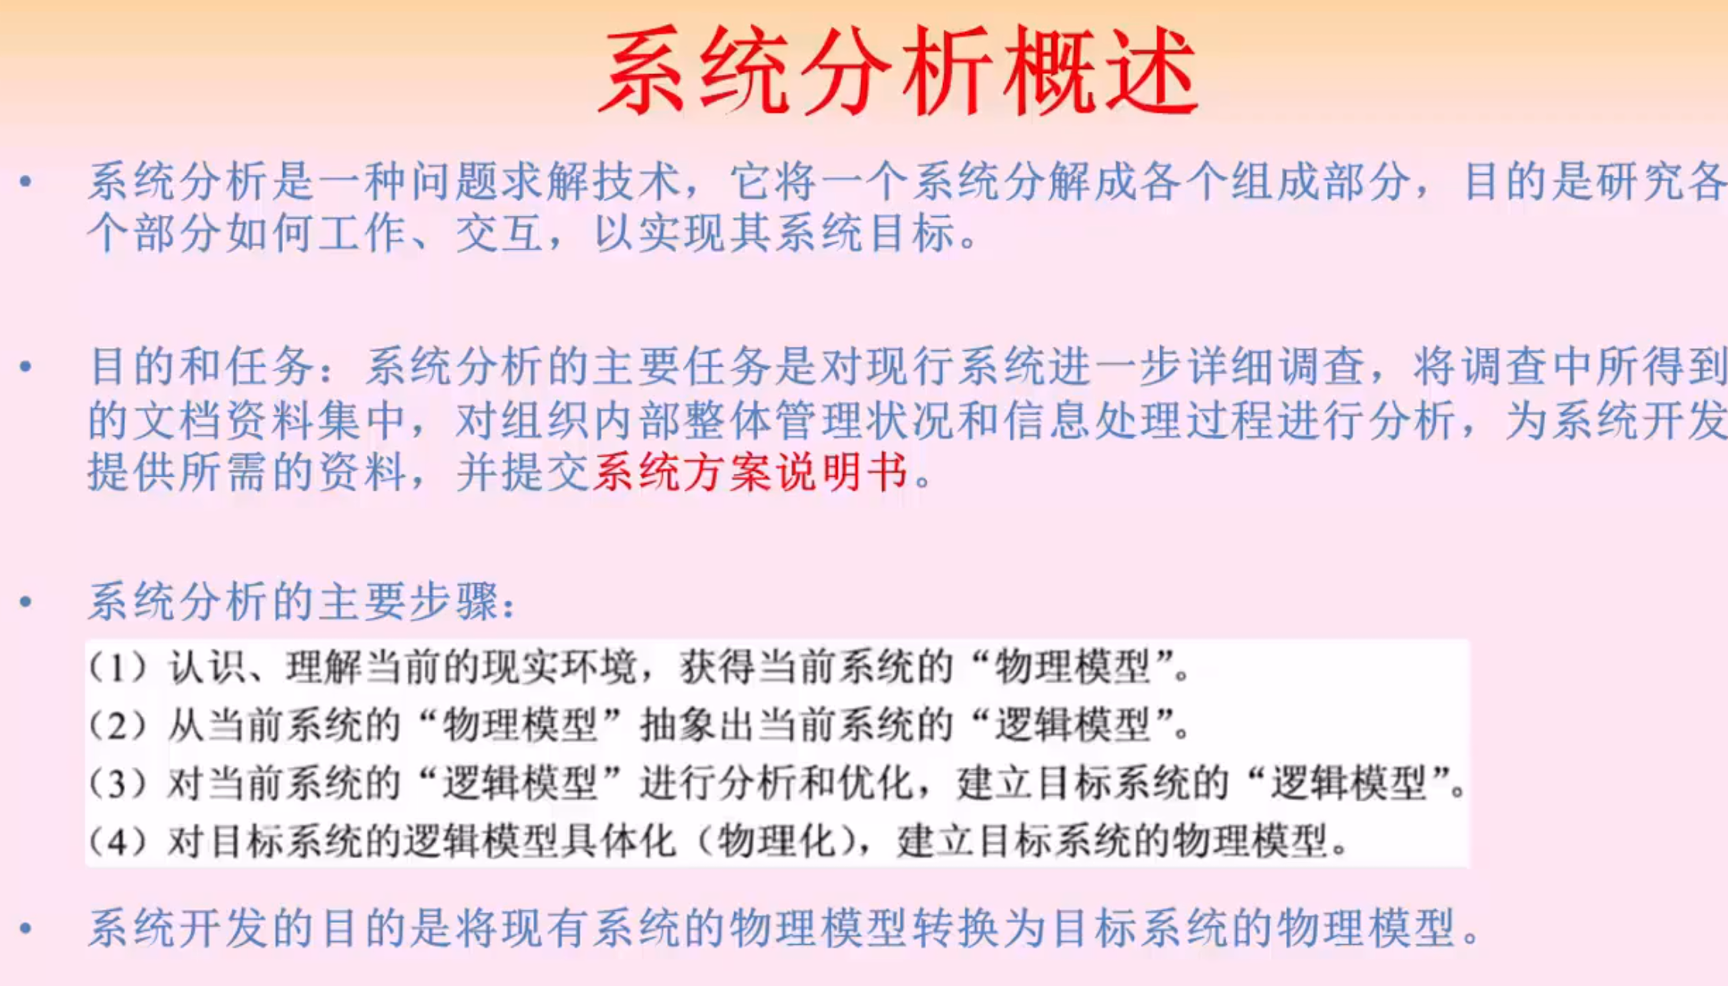 系统分析概述
• 系统分析是一种问题求解技术，它将一个系统分解成各个组成部分，目的是研究各
个部分如何工作、交互，以实现其系统目标。
• 目的和任务：系统分析的主要任务是对现行系统进一步详细调查，将调查中所得到
的文档资料集中，对组织内部整体管理状况和信息处理过程进行分析，为系统开发
提供所需的资料，并提交系统方案说明书。
• 系统分析的主要步骤：
（1）认识、理解当前的现实环境，获得当前系统的“物理模型”。
（2）从当前系统的“物理模型”抽象出当前系统的“逻辑模型”。
（3）对当前系统的“逻辑模型”进行分析和优化，建立目标系统的“逻辑模型”。
（4）对目标系统的逻辑模型具体化（物理化），建立目标系统的物理模型。
• 系统开发的目的是将现有系统的物理模型转换为目标系统的物理模型。